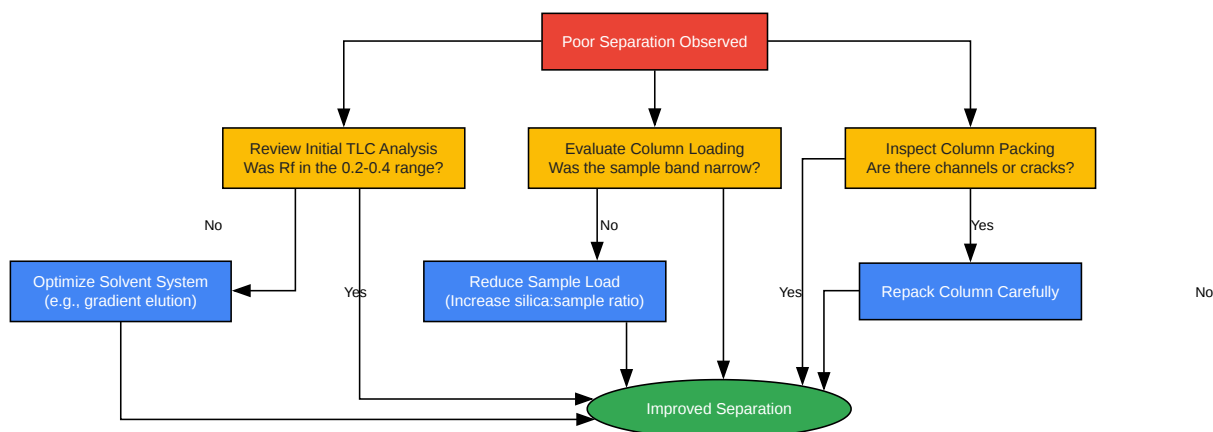 Poor Separation Observed
Review Initial TLC Analysis
Was Rf in the 0.2-0.4 range?
Evaluate Column Loading
Was the sample band narrow?
Inspect Column Packing
Are there channels or cracks?
No
No
Yes
Optimize Solvent System
(e.g., gradient elution)
Yes
Reduce Sample Load
(Increase silica:sample ratio)
Yes
Repack Column Carefully
No
Improved Separation